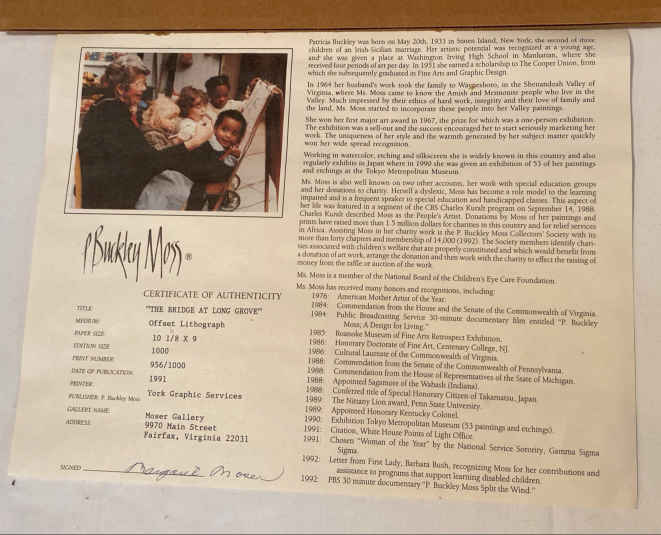 P Buckley Moss ®
CERTIFICATE OF AUTHENTICITY
TITLE: "THE BRIDGE AT LONG GROVE"
MEDIUM: Offset Lithograph
PAPER SIZE: 10 1/8 X 9
EDITION SIZE 1000
PRINT NUMBER: 956/1000
DATE OF PUBLICATION: 1991
PRINTER: York Graphic Services
PUBLISHER: P. Buckley Moss
GALLERY NAME: Moser Gallery
ADDRESS: 9970 Main Street
Fairfax, Virginia 22031
SIGNED Margaret Moser
Patricia Buckley was born on May 20th, 1933 in Staten Island, New York, the second of three
children of an Irish-Sicilian marriage. Her artistic potential was recognized at a young age,
and she was given a place at Washington Irving High School in Manhattan, where she
received four periods of art per day. In 1951 she earned a scholarship to The Cooper Union, from
which she subsequently graduated in Fine Arts and Graphic Design.
In 1964 her husband's work took the family to Waynesboro, in the Shenandoah Valley of
Virginia, where Ms. Moss came to know the Amish and Mennonite people who live in the
Valley. Much impressed by their ethics of hard work, integrity and their love of family and
the land, Ms. Moss started to incorporate these people into her Valley paintings.
She won her first major art award in 1967, the prize for which was a one-person exhibition.
The exhibition was a sell-out and the success encouraged her to start seriously marketing her
work. The uniqueness of her style and the warmth generated by her subject matter quickly
won her wide spread recognition.
Working in watercolor, etching and silkscreen she is widely known in this country and also
regularly exhibits in Japan where in 1990 she was given an exhibition of 53 of her paintings
and etchings at the Tokyo Metropolitan Museum.
Ms. Moss is also well known on two other accounts, her work with special education groups
and her donations to charity. Herself a dyslexic, Moss has become a role model to the learning
impaired and is a frequent speaker to special education and handicapped classes. This aspect of
her life was featured in a segment of the CBS Charles Kuralt program on September 14, 1988.
Charles Kuralt described Moss as the People's Artist. Donations by Moss of her paintings and
prints have raised more than 1.5 million dollars for charities in this country and for relief services
in Africa. Assisting Moss in her charity work is the P. Buckley Moss Collectors' Society with its
more than forty chapters and membership of 14,000 (1992). The Society members identify chari-
ties associated with children's welfare that are properly constituted and which would benefit from
a donation of art work, arrange the donation and then work with the charity to effect the raising of
money from the raffle or auction of the work.
Ms. Moss is a member of the National Board of the Children's Eye Care Foundation.
Ms. Moss has received many honors and recognitions, including:
1976: American Mother Artist of the Year.
1984: Commendation from the House and the Senate of the Commonwealth of Virginia.
1984: Public Broadcasting Service 30-minute documentary film entitled "P. Buckley
Moss; A Design for Living."
1985: Roanoke Museum of Fine Arts Retrospect Exhibition.
1986: Honorary Doctorate of Fine Art, Centenary College, NJ.
1986: Cultural Laureate of the Commonwealth of Virginia.
1988: Commendation from the Senate of the Commonwealth of Pennsylvania.
1988: Commendation from the House of Representatives of the State of Michigan.
1988: Appointed Sagamore of the Wabash (Indiana).
1988: Conferred title of Special Honorary Citizen of Takamatsu, Japan
1989: The Nittany Lion award, Penn State University.
1989: Appointed Honorary Kentucky Colonel.
1990: Exhibition Tokyo Metropolitan Museum (53 paintings and etchings).
1991: Citation, White House Points of Light Office.
1991: Chosen "Woman of the Year" by the National Service Sorority, Gamma Sigma
Sigma.
1992: Letter from First Lady, Barbara Bush, recognizing Moss for her contributions and
assistance to programs that support learning disabled children.
1992: PBS 30 minute documentary "P. Buckley Moss Split the Wind."